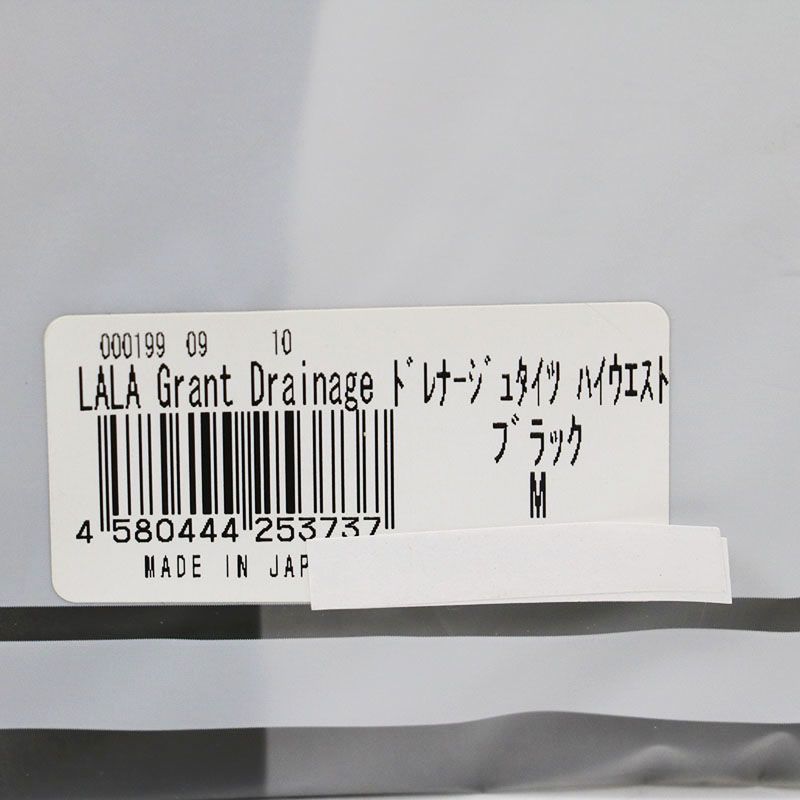 000199 09 10
LALA Grant Drainage ﾄﾞﾚﾅｰｼﾞｭﾀｲﾂ ﾊｲｳｴｽﾄ
ﾌﾞﾗｯｸ
M
4 580444 253737
MADE IN JAP